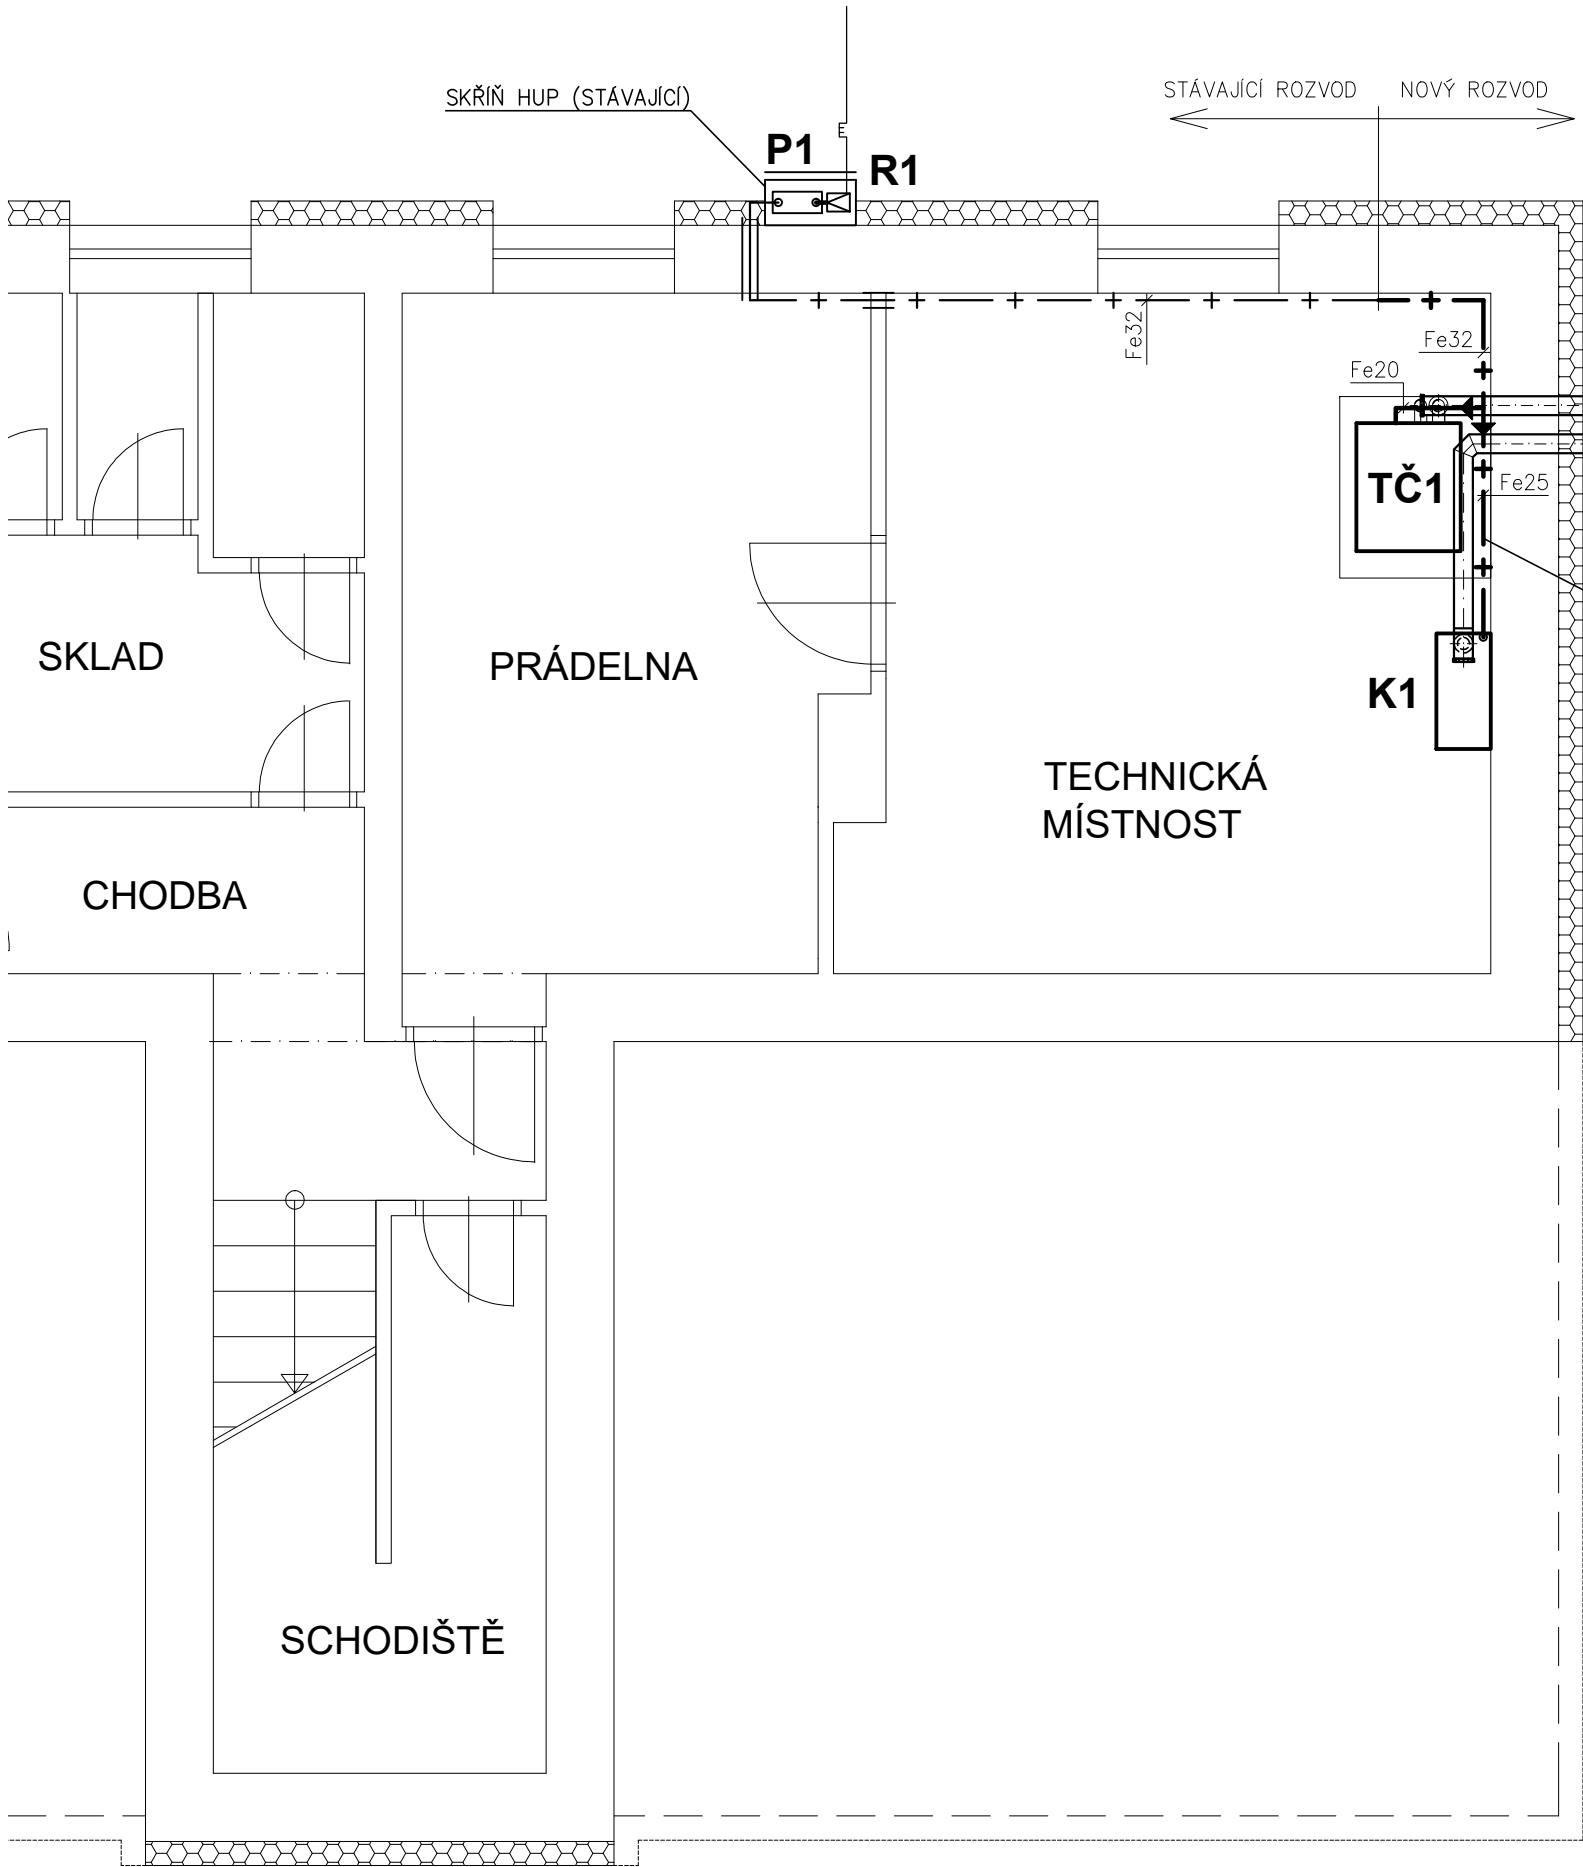 SKŘÍŇ HUP (STÁVAJÍCÍ)
STÁVAJÍCÍ ROZVOD
NOVÝ ROZVOD
P1
R1
E
Fe32
Fe32
Fe20
TČ1
Fe25
SKLAD
PRÁDELNA
K1
TECHNICKÁ
MÍSTNOST
CHODBA
SCHODIŠTĚ